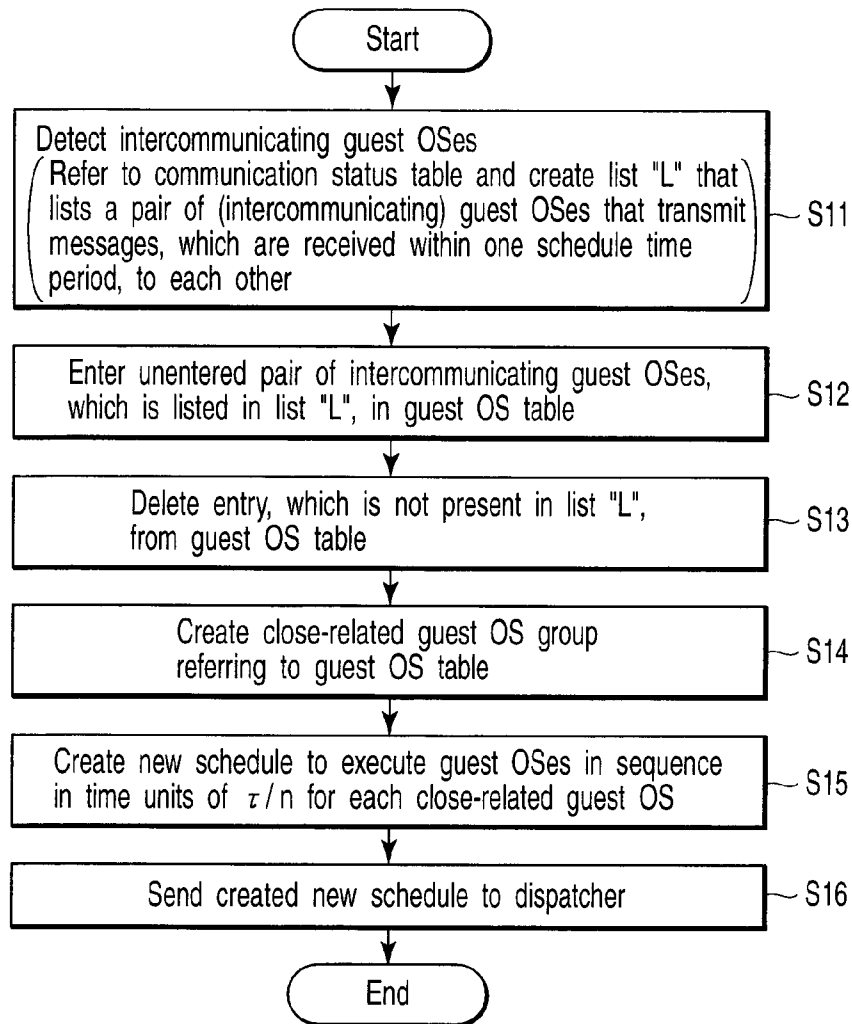 Start
Detect intercommunicating guest OSes
Refer to communication status table and create list "L" that
lists a pair of (intercommunicating) guest OSes that transmit
messages, which are received within one schedule time
period, to each other
S11
Enter unentered pair of intercommunicating guest OSes,
which is listed in list "L", in guest OS table
S12
Delete entry, which is not present in list "L",
from guest OS table
S13
Create close-related guest OS group
referring to guest OS table
S14
Create new schedule to execute guest OSes in sequence
in time units of τ/n for each close-related guest OS
S15
Send created new schedule to dispatcher
S16
End